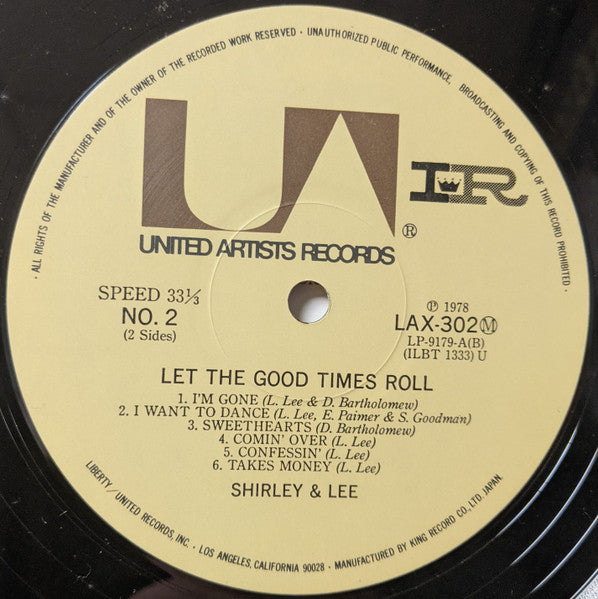 · ALL RIGHTS OF THE MANUFACTURER AND OF THE OWNER OF THE RECORDED WORK RESERVED · UNAUTHORIZED PUBLIC PERFORMANCE, BROADCASTING AND COPYING OF THIS RECORD PROHIBITED ·
UA
IR
®
UNITED ARTISTS RECORDS
SPEED 33⅓
NO. 2
(2 Sides)
℗ 1978
LAX-302Ⓜ
LP-9179-A(B)
(ILBT 1333) U
LET THE GOOD TIMES ROLL
1. I'M GONE (L. Lee & D. Bartholomew)
2. I WANT TO DANCE (L. Lee, E. Paimer & S. Goodman)
3. SWEETHEARTS (D. Bartholomew)
4. COMIN' OVER (L. Lee)
5. CONFESSIN' (L. Lee)
6. TAKES MONEY (L. Lee)
SHIRLEY & LEE
LIBERTY / UNITED RECORDS, INC. · LOS ANGELES, CALIFORNIA 90028 · MANUFACTURED BY KING RECORD CO., LTD. JAPAN